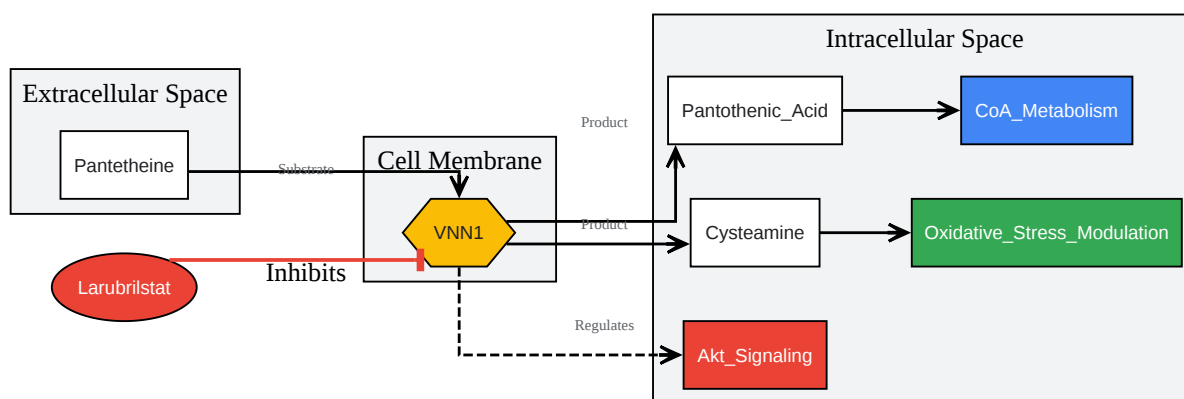 Extracellular Space
Pantetheine
Substrate
Larubrilstat
Inhibits
Cell Membrane
VNN1
Product
Product
Regulates
Intracellular Space
Pantothenic_Acid
CoA_Metabolism
Cysteamine
Oxidative_Stress_Modulation
Akt_Signaling